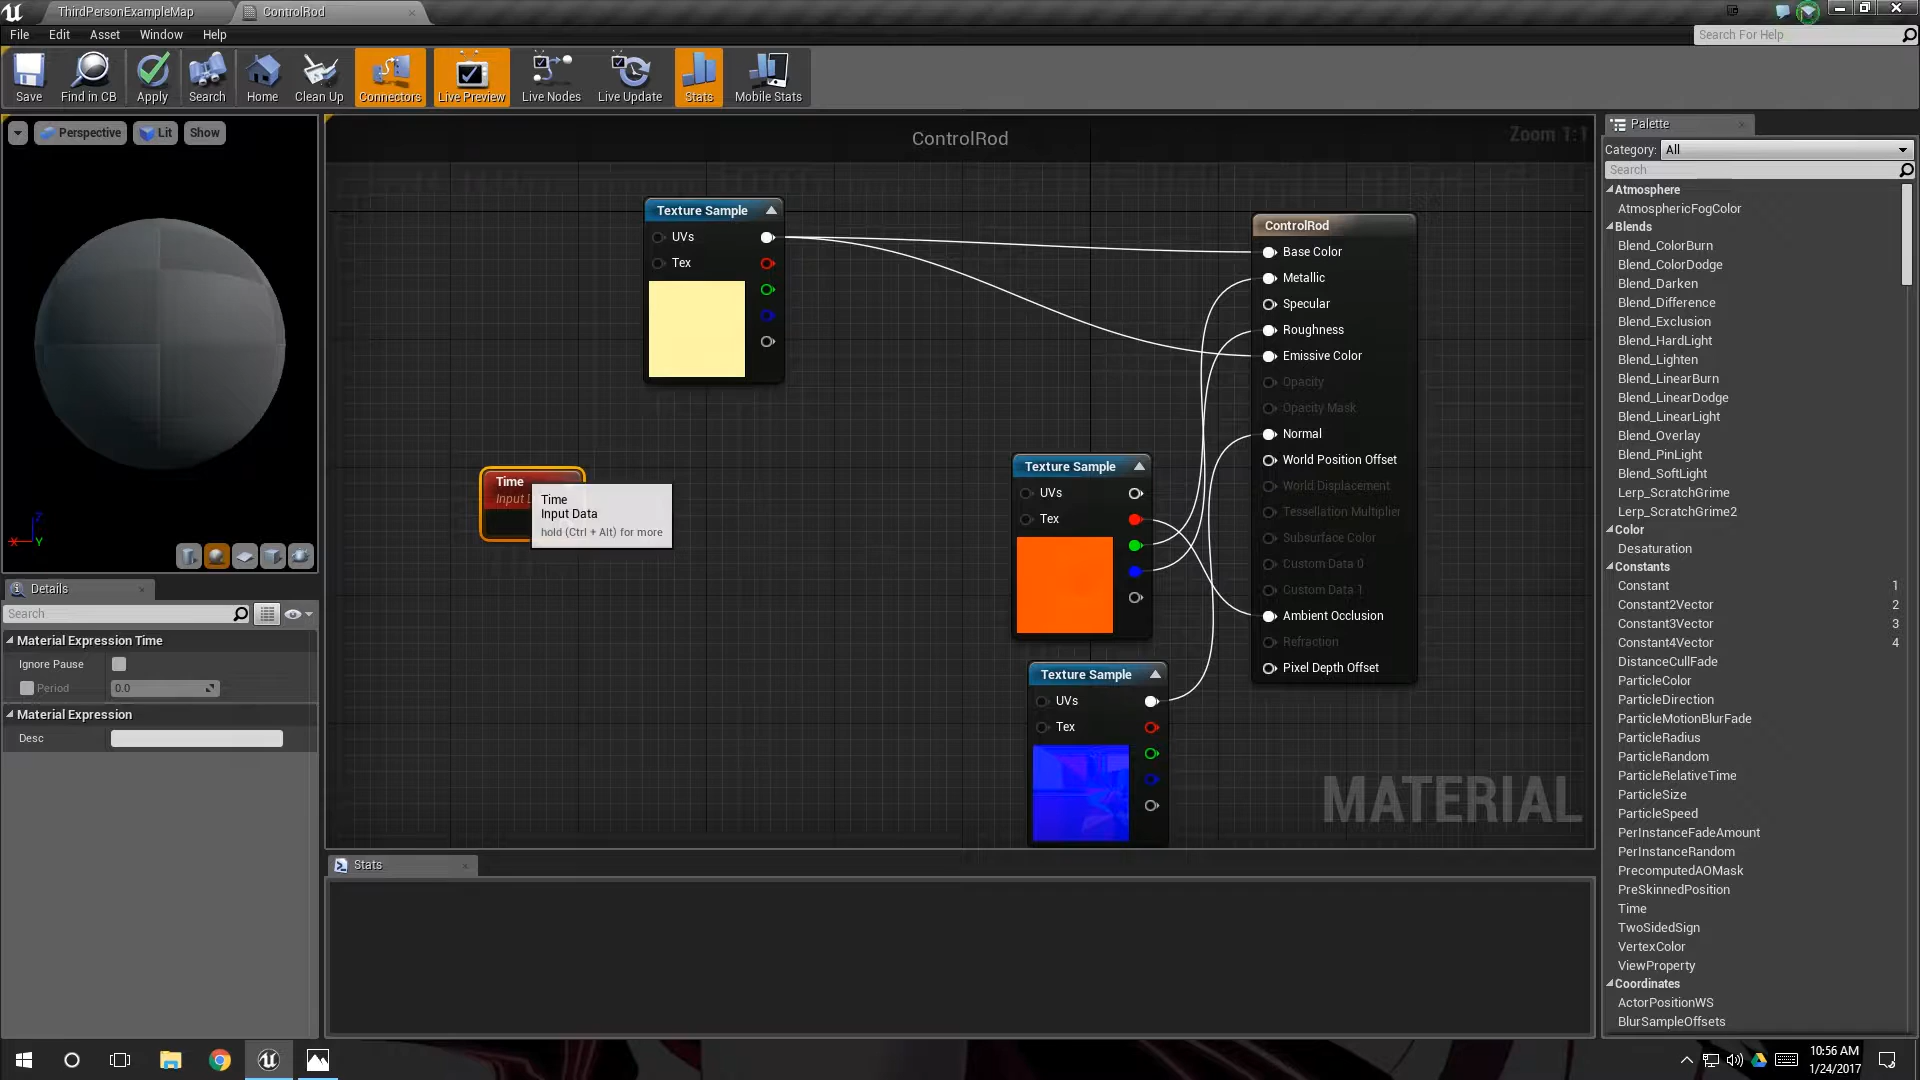 ThirdPersonExampleMap
ControlRod
File Edit Asset Window Help
Search For Help
Save Find in CB Apply Search Home Clean Up Connectors Live Preview Live Nodes Live Update Stats Mobile Stats
Perspective Lit Show
ControlRod
Zoom 1:1
Palette
Category: All
Search
Atmosphere
AtmosphericFogColor
Blends
Blend_ColorBurn
Blend_ColorDodge
Blend_Darken
Blend_Difference
Blend_Exclusion
Blend_HardLight
Blend_Lighten
Blend_LinearBurn
Blend_LinearDodge
Blend_LinearLight
Blend_Overlay
Blend_PinLight
Blend_SoftLight
Lerp_ScratchGrime
Lerp_ScratchGrime2
Color
Desaturation
Constants
Constant 1
Constant2Vector 2
Constant3Vector 3
Constant4Vector 4
DistanceCullFade
ParticleColor
ParticleDirection
ParticleMotionBlurFade
ParticleRadius
ParticleRandom
ParticleRelativeTime
ParticleSize
ParticleSpeed
PerInstanceFadeAmount
PerInstanceRandom
PrecomputedAOMask
PreSkinnedPosition
Time
TwoSidedSign
VertexColor
ViewProperty
Coordinates
ActorPositionWS
BlurSampleOffsets
Texture Sample
UVs
Tex
Time
Input D
Time
Input Data
hold (Ctrl + Alt) for more
Texture Sample
UVs
Tex
Texture Sample
UVs
Tex
ControlRod
Base Color
Metallic
Specular
Roughness
Emissive Color
Opacity
Opacity Mask
Normal
World Position Offset
World Displacement
Tessellation Multiplier
Subsurface Color
Custom Data 0
Custom Data 1
Ambient Occlusion
Refraction
Pixel Depth Offset
MATERIAL
Z
X Y
Details
Search
Material Expression Time
Ignore Pause
Period 0.0
Material Expression
Desc
Stats
10:56 AM
1/24/2017